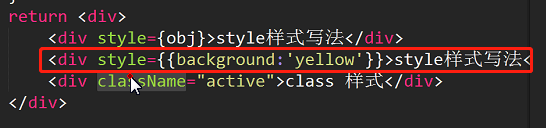 return <div>
<div style={obj}>style样式写法</div>
<div style={{background:'yellow'}}>style样式写法<
<div className="active">class 样式</div>
</div>